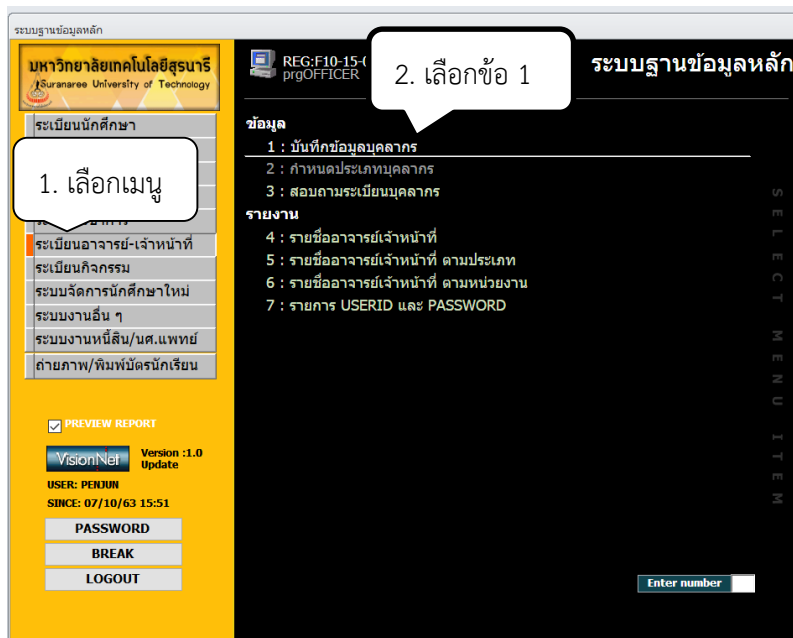 ระบบฐานข้อมูลหลัก
มหาวิทยาลัยเทคโนโลยีสุรนารี
Suranaree University of Technology
REG:F10-15-
prgOFFICER
ระบบฐานข้อมูลหลัก
2. เลือกข้อ 1
ระเบียนนักศึกษา
1. เลือกเมนู
ระเบียนอาจารย์-เจ้าหน้าที่
ระเบียนกิจกรรม
ระบบจัดการนักศึกษาใหม่
ระบบงานอื่น ๆ
ระบบงานหนี้สิน/นศ.แพทย์
ถ่ายภาพ/พิมพ์บัตรนักเรียน
ข้อมูล
1 : บันทึกข้อมูลบุคลากร
2 : กำหนดประเภทบุคลากร
3 : สอบถามระเบียนบุคลากร
รายงาน
4 : รายชื่ออาจารย์เจ้าหน้าที่
5 : รายชื่ออาจารย์เจ้าหน้าที่ ตามประเภท
6 : รายชื่ออาจารย์เจ้าหน้าที่ ตามหน่วยงาน
7 : รายการ USERID และ PASSWORD
SELECT MENU ITEM
PREVIEW REPORT
VisionNet
Version :1.0
Update
USER: PENJUN
SINCE: 07/10/63 15:51
PASSWORD
BREAK
LOGOUT
Enter number